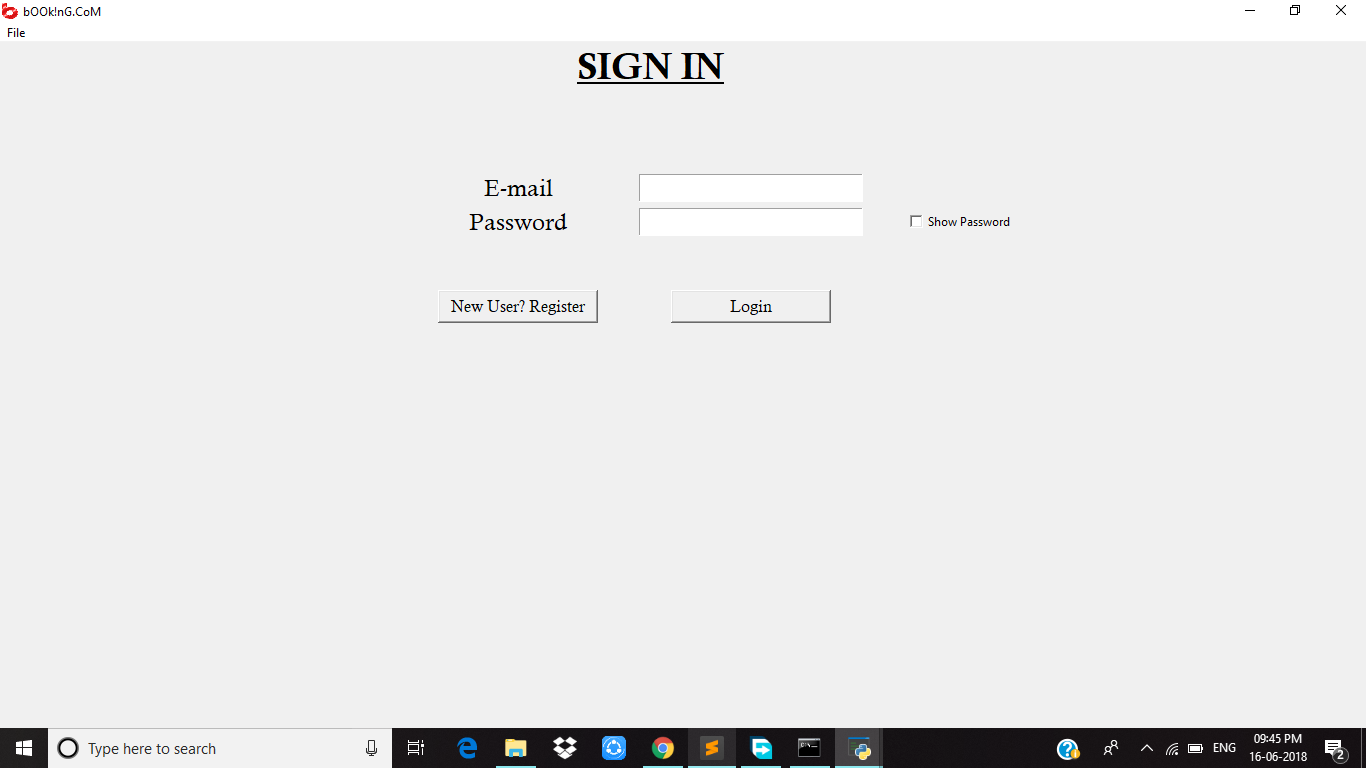 bOOk!nG.CoM
File
SIGN IN
E-mail
Password
Show Password
New User? Register
Login
Type here to search
ENG
09:45 PM
16-06-2018
2